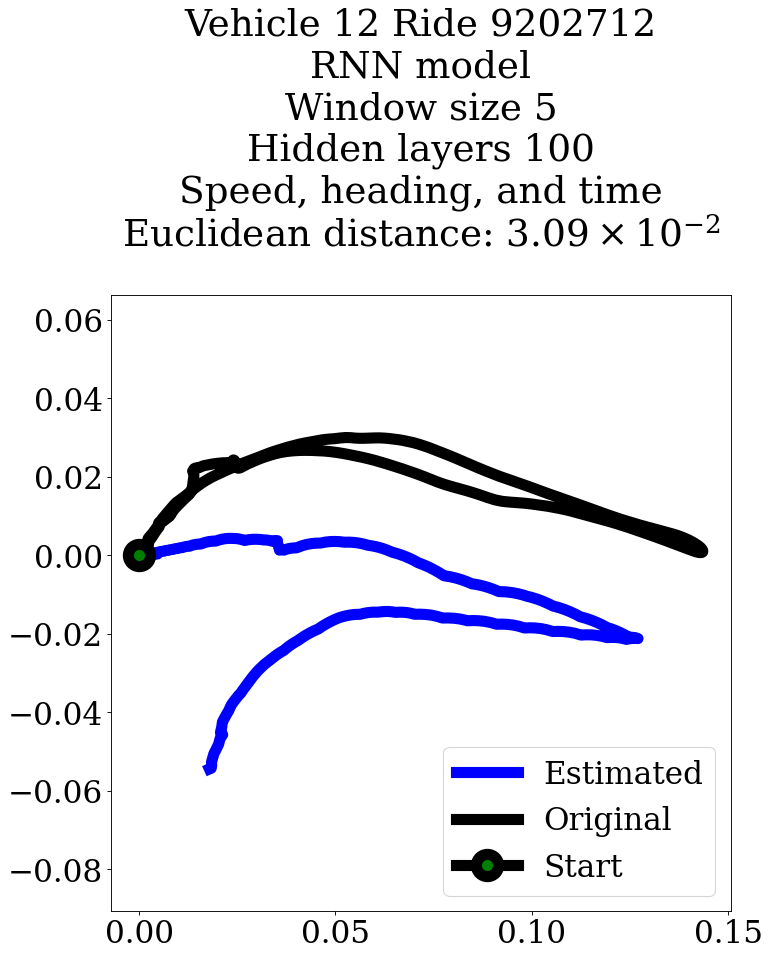 Vehicle 12 Ride 9202712
RNN model
Window size 5
Hidden layers 100
Speed, heading, and time
Euclidean distance: 3.09 × 10⁻²
0.06
0.04
0.02
0.00
−0.02
−0.04
−0.06
−0.08
Estimated
Original
Start
0.00 0.05 0.10 0.15